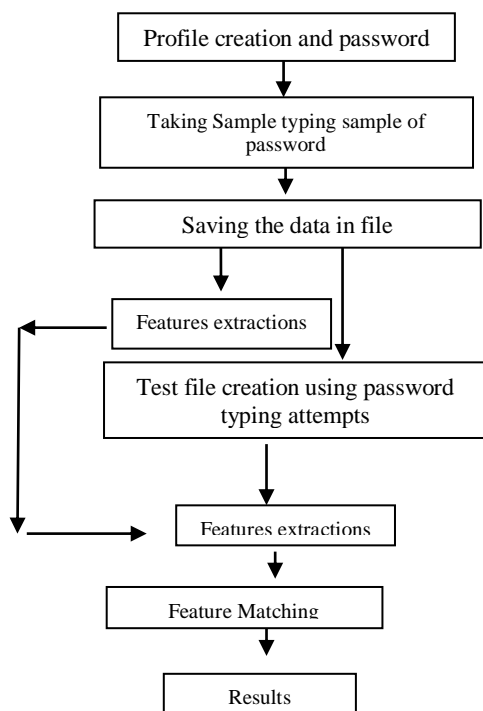 Profile creation and password
Taking Sample typing sample of
password
Saving the data in file
Features extractions
Test file creation using password
typing attempts
Features extractions
Feature Matching
Results